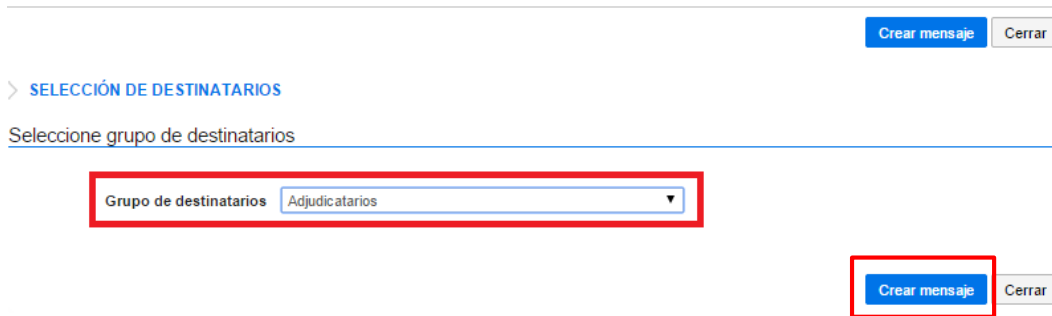 Crear mensaje Cerrar
SELECCIÓN DE DESTINATARIOS
Seleccione grupo de destinatarios
Grupo de destinatarios Adjudicatarios
Crear mensaje Cerrar